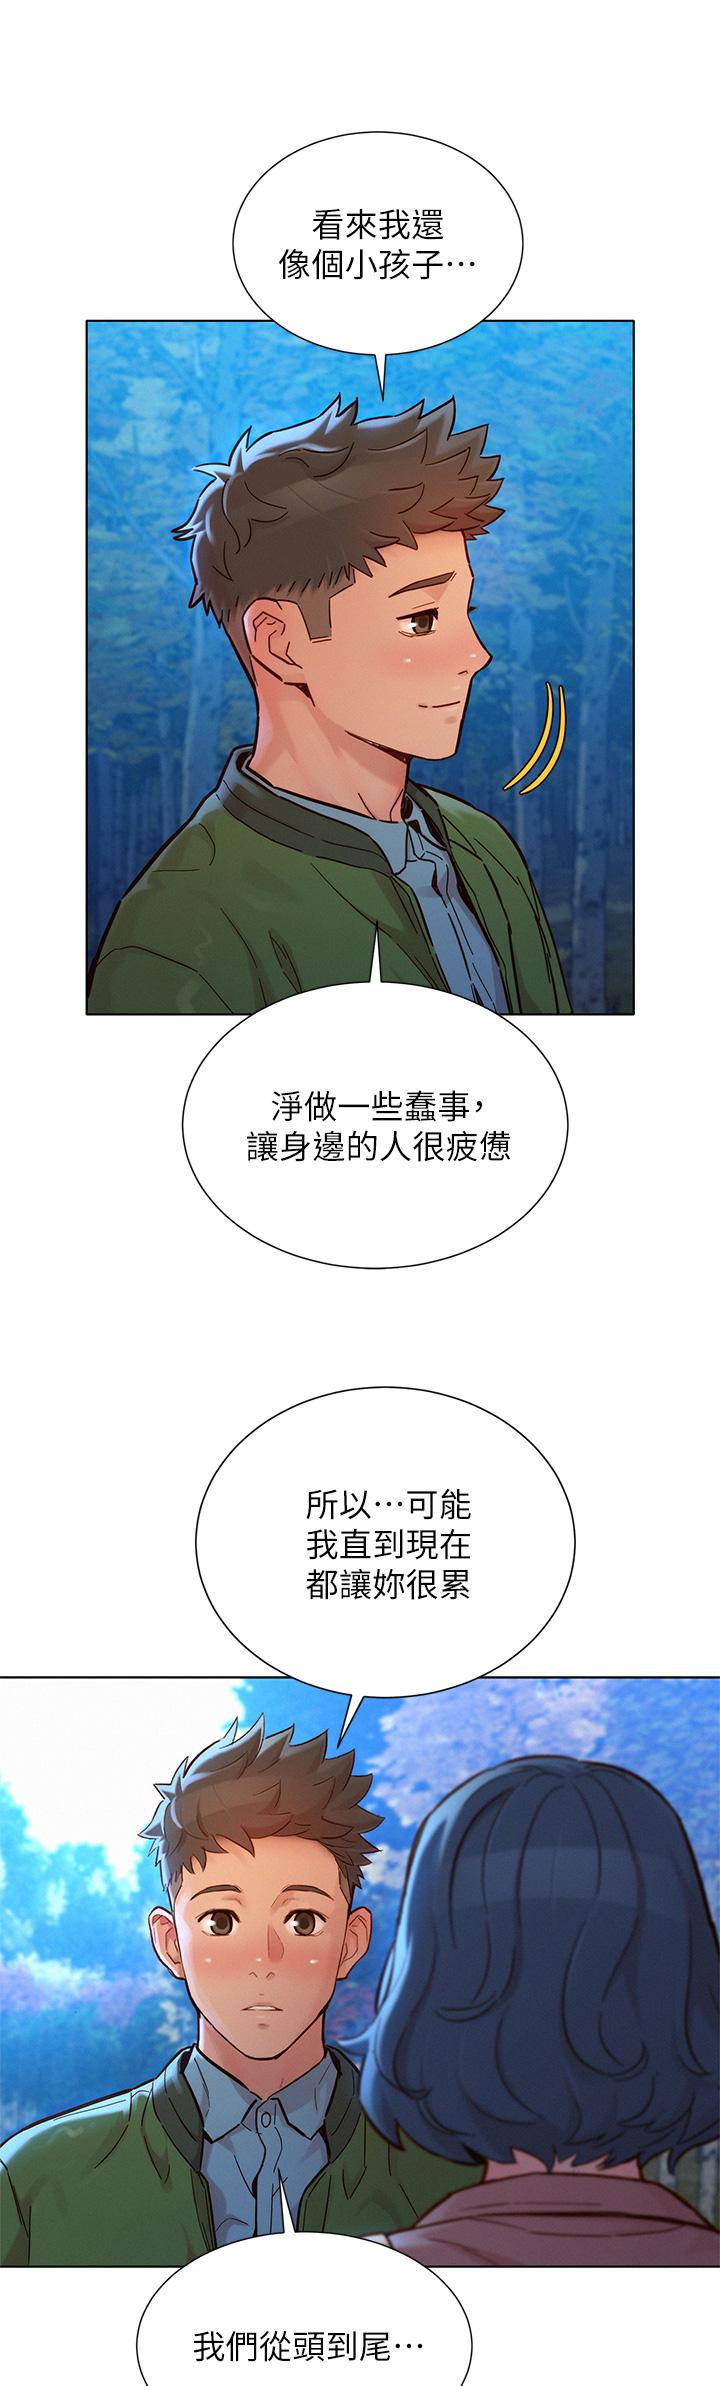 看來我還
像個小孩子⋯
淨做一些蠢事，
讓身邊的人很疲憊
所以⋯可能
我直到現在
都讓妳很累
我們從頭到尾⋯